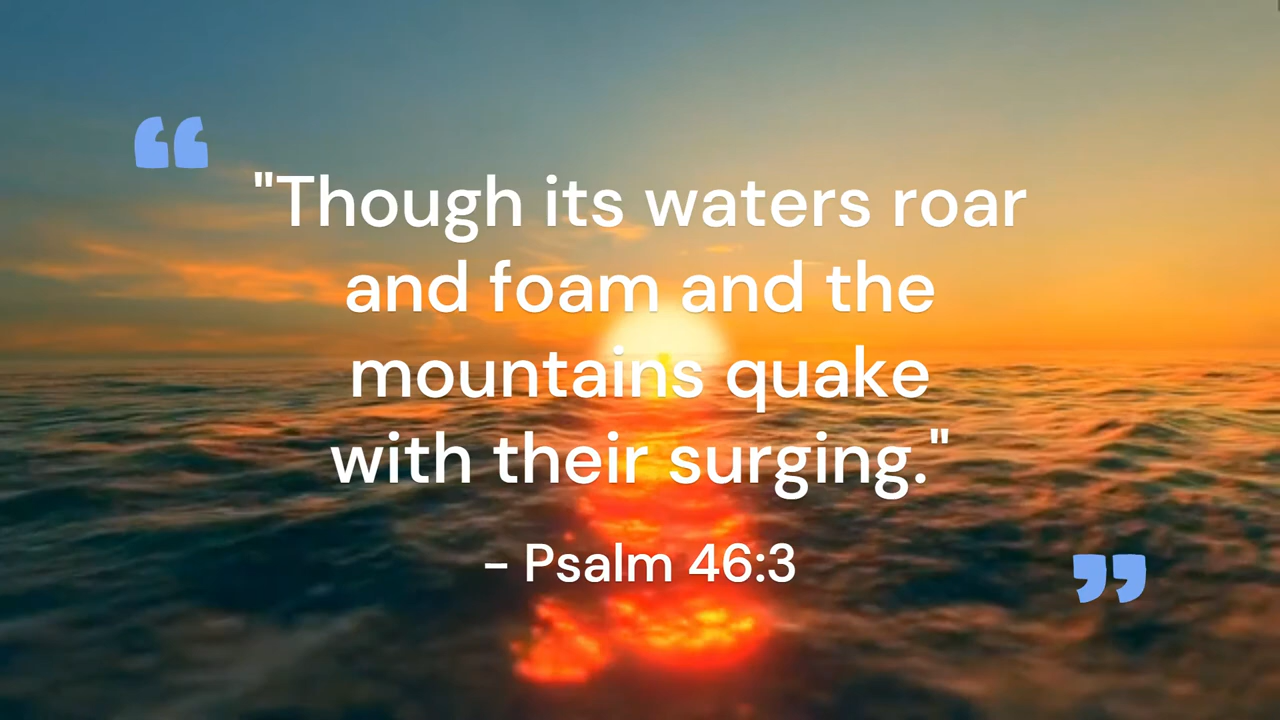 “
"Though its waters roar
and foam and the
mountains quake
with their surging."
– Psalm 46:3
”